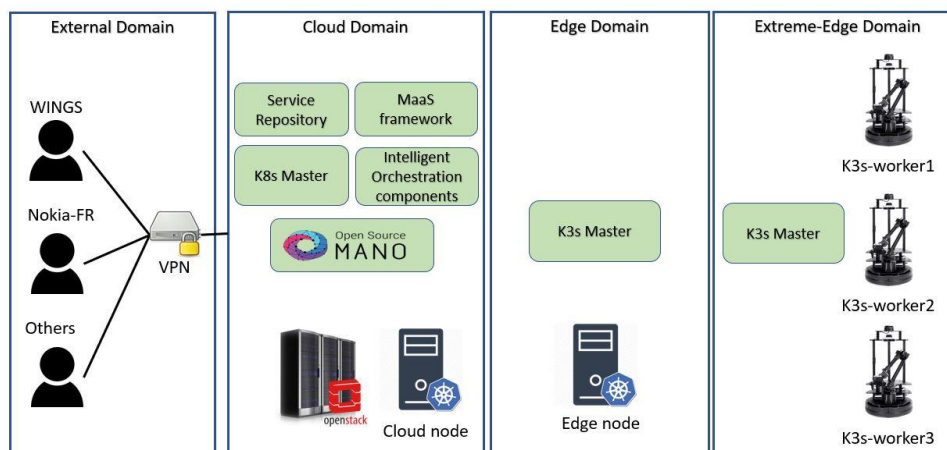 External Domain
WINGS
Nokia-FR
Others
VPN
Cloud Domain
Service
Repository
MaaS
framework
K8s Master
Intelligent
Orchestration
components
Open Source
MANO
openstack
Cloud node
Edge Domain
K3s Master
Edge node
Extreme-Edge Domain
K3s Master
K3s-worker1
K3s-worker2
K3s-worker3